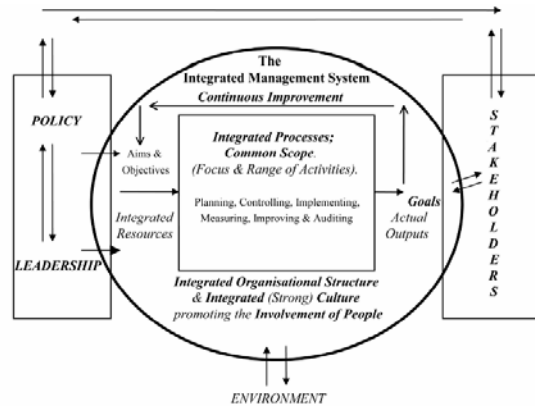 The
Integrated Management System
Continuous Improvement
POLICY
Aims &
Objectives
Integrated
Resources
LEADERSHIP
Integrated Processes;
Common Scope.
(Focus & Range of Activities).
Planning, Controlling, Implementing,
Measuring, Improving & Auditing
Goals
Actual
Outputs
STAKEHOLDERS
Integrated Organisational Structure
& Integrated (Strong) Culture
promoting the Involvement of People
ENVIRONMENT